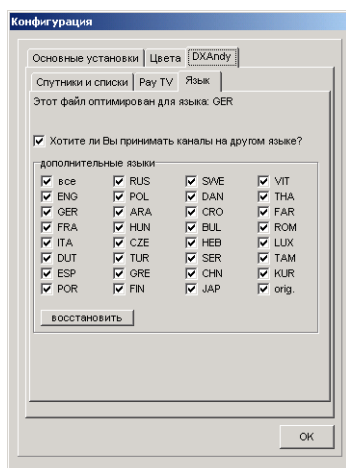 Конфигурация
Основные установки Цвета DXAndy
Спутники и списки Pay TV Язык
Этот файл оптимирован для языка: GER
Хотите ли Вы принимать каналы на другом языке?
дополнительные языки
все RUS SWE VIT
ENG POL DAN THA
GER ARA CRO FAR
FRA HUN BUL ROM
ITA CZE HEB LUX
DUT TUR SER TAM
ESP GRE CHN KUR
POR FIN JAP orig.
восстановить
OK